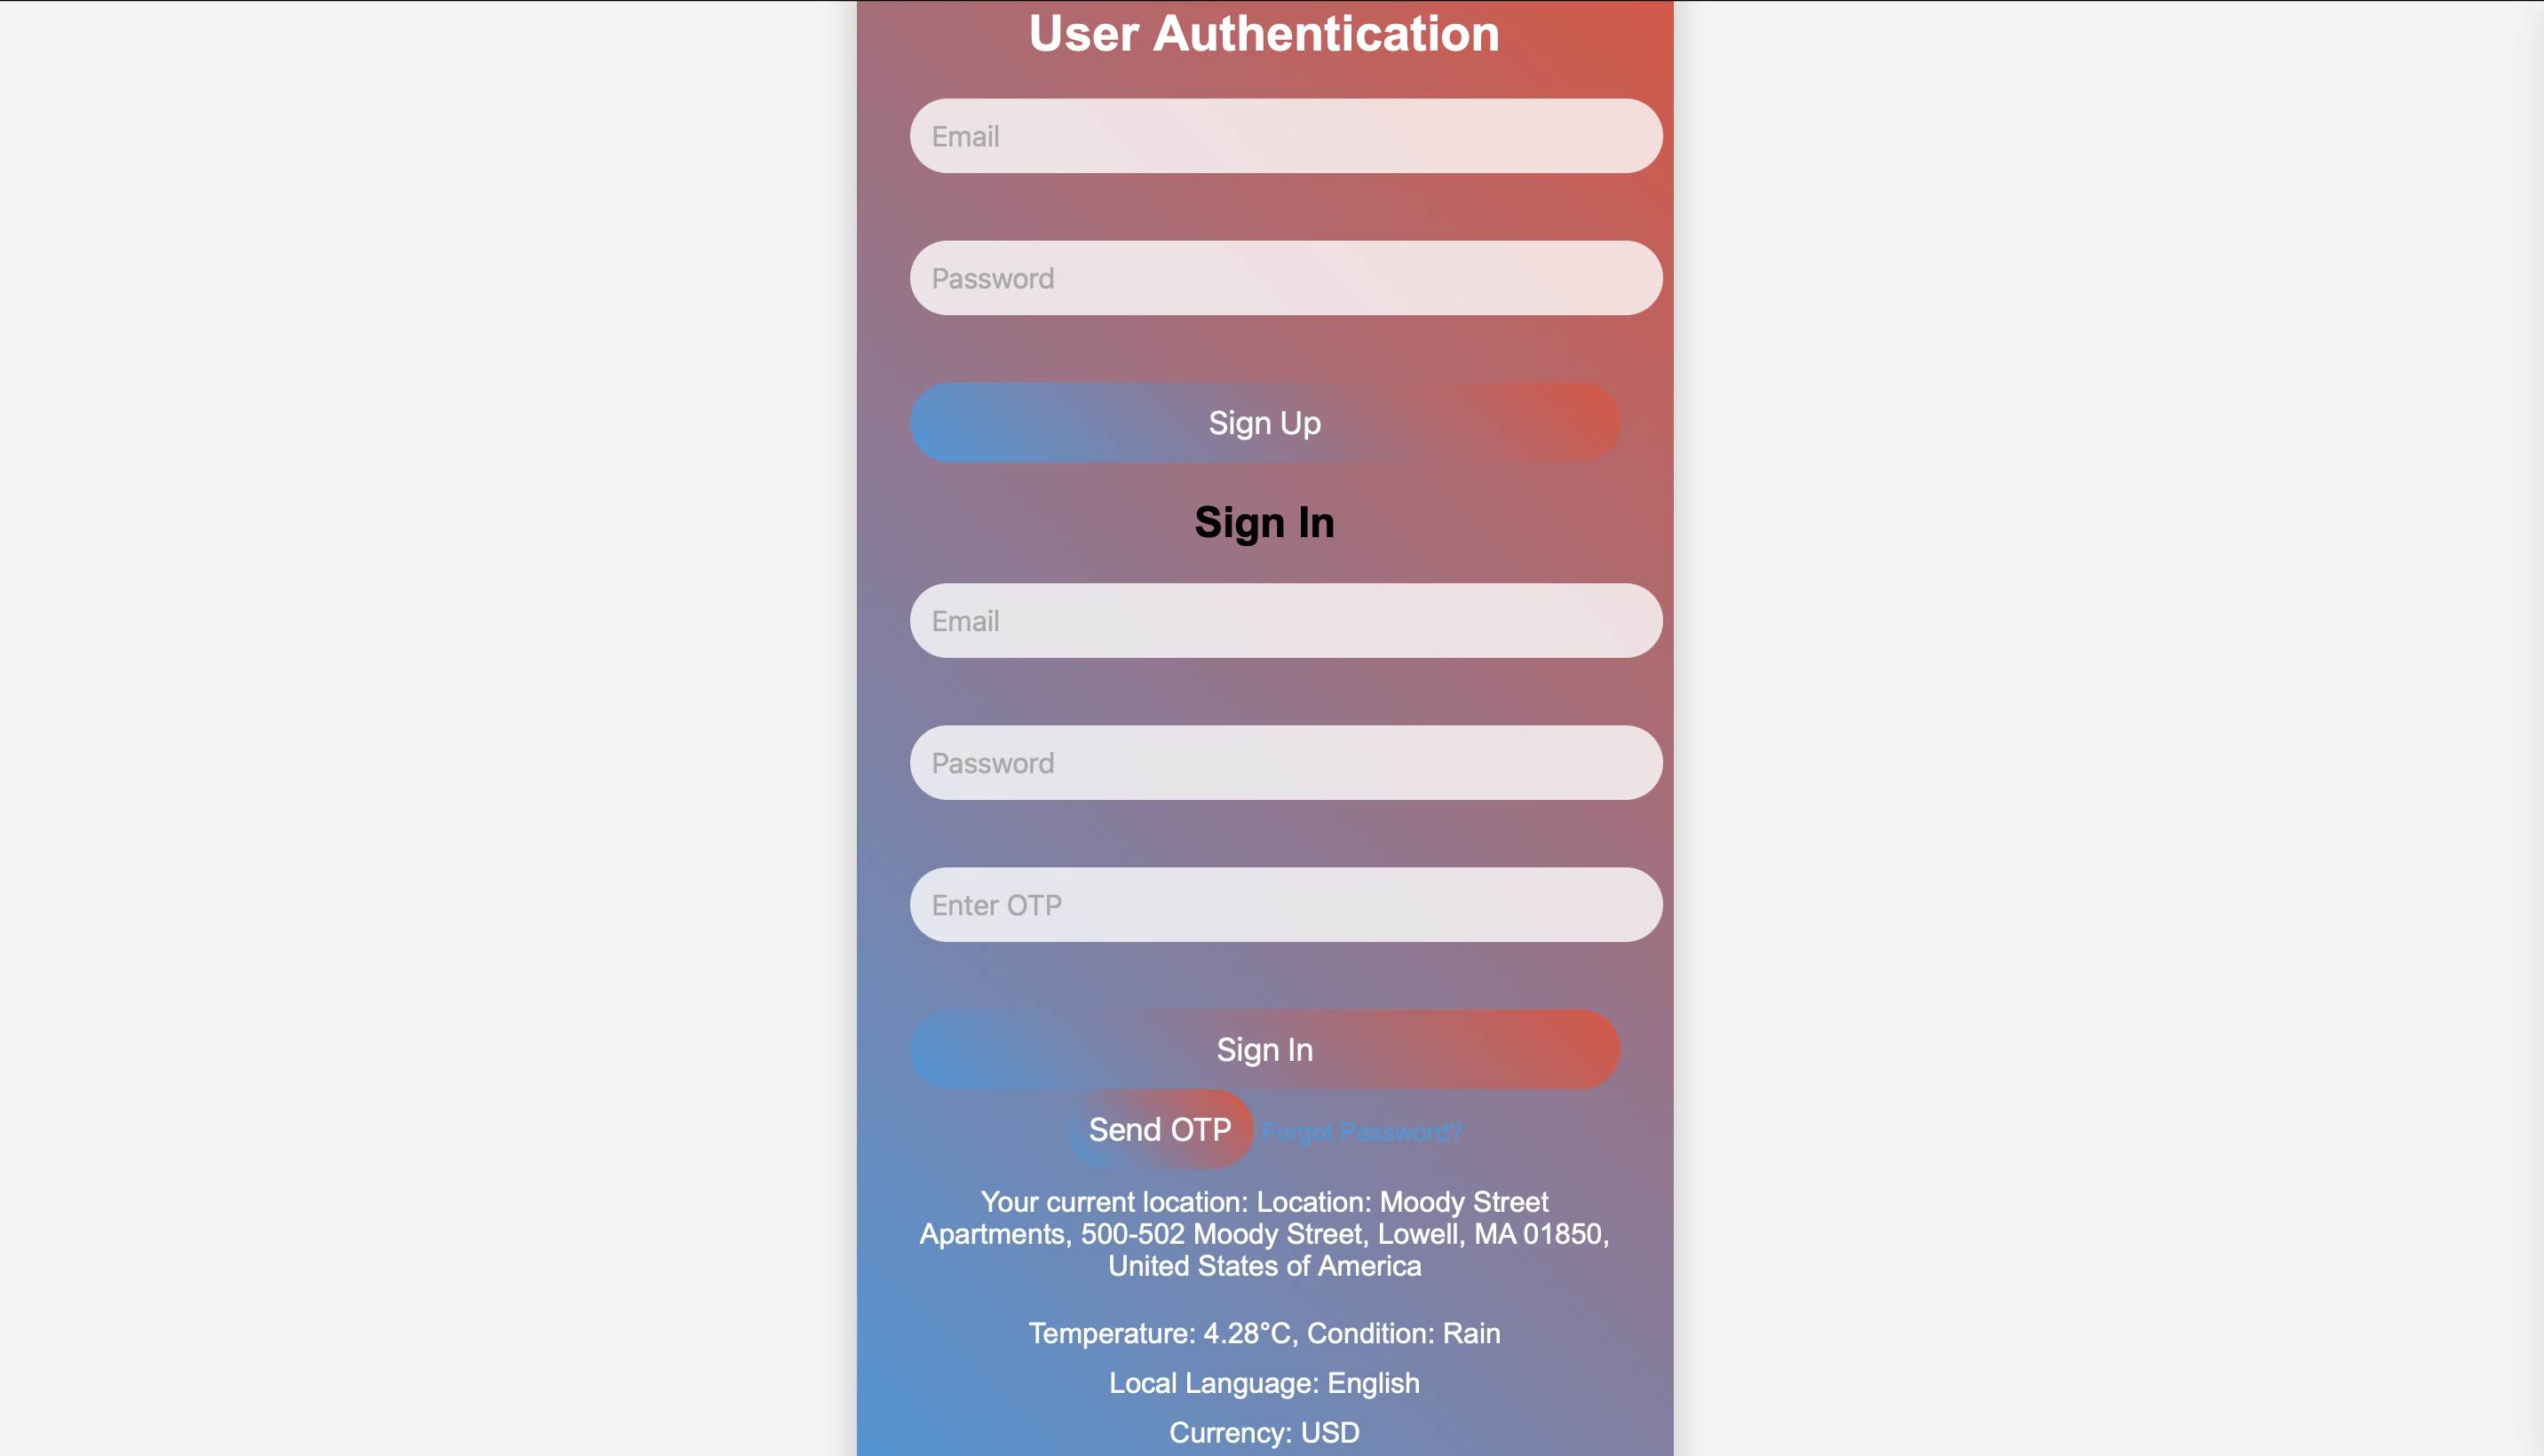 User Authentication
Email
Password
Sign Up
Sign In
Email
Password
Enter OTP
Sign In
Send OTP Forgot Password?
Your current location: Location: Moody Street
Apartments, 500-502 Moody Street, Lowell, MA 01850,
United States of America
Temperature: 4.28°C, Condition: Rain
Local Language: English
Currency: USD